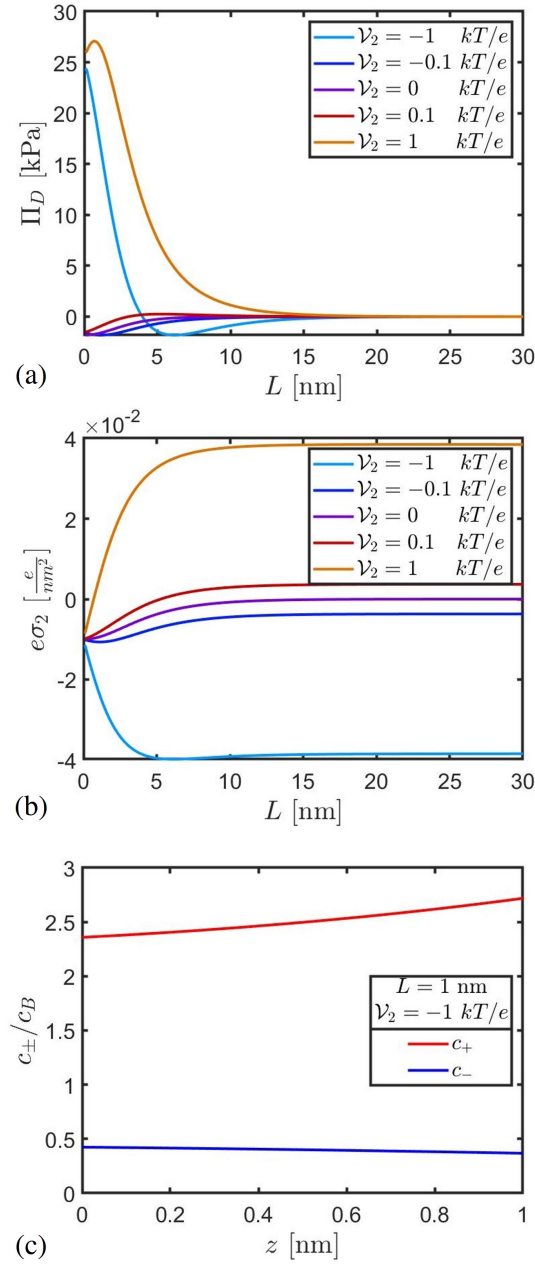 30
25
20
15
10
5
0
Π_D [kPa]
𝒱₂ = −1 kT/e
𝒱₂ = −0.1 kT/e
𝒱₂ = 0 kT/e
𝒱₂ = 0.1 kT/e
𝒱₂ = 1 kT/e
0 5 10 15 20 25 30
L [nm]
(a)
×10⁻²
4
2
0
-2
-4
eσ₂ [e/nm²]
𝒱₂ = −1 kT/e
𝒱₂ = −0.1 kT/e
𝒱₂ = 0 kT/e
𝒱₂ = 0.1 kT/e
𝒱₂ = 1 kT/e
0 5 10 15 20 25 30
L [nm]
(b)
3
2.5
2
1.5
1
0.5
0
c±/c_B
L = 1 nm
𝒱₂ = −1 kT/e
c₊
c₋
0 0.2 0.4 0.6 0.8 1
z [nm]
(c)